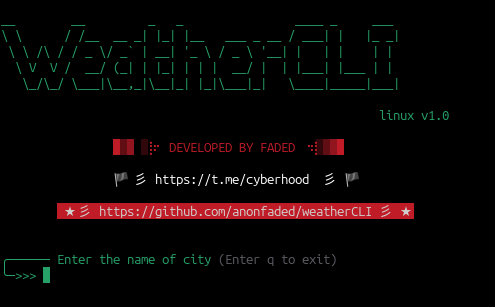 WeatherCLI
linux v1.0
DEVELOPED BY FADED
🏴 彡 https://t.me/cyberhood 彡 🏴
★彡 https://github.com/anonfaded/weatherCLI 彡 ★
Enter the name of city (Enter q to exit)
>>>